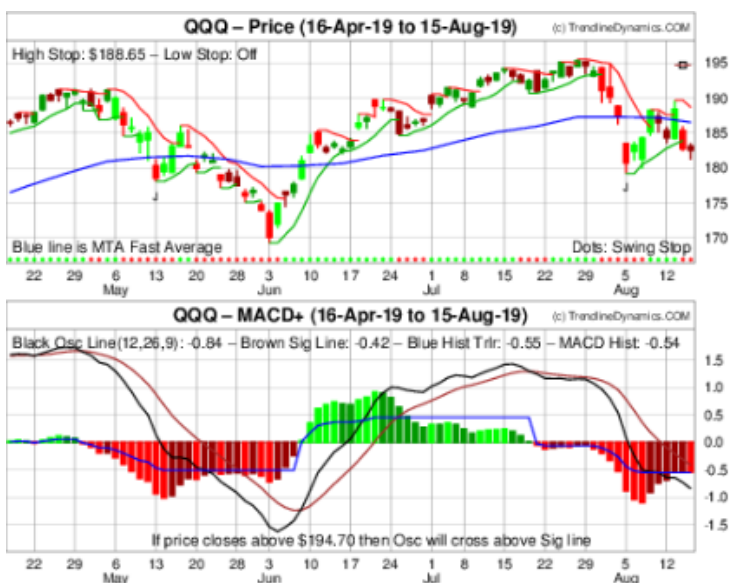 QQQ – Price (16-Apr-19 to 15-Aug-19) (c) TrendlineDynamics.COM
High Stop: $188.65 – Low Stop: Off
195
190
185
180
175
170
Blue line is MTA Fast Average Dots: Swing Stop
22 29 6 13 20 28 3 10 17 24 1 8 15 22 29 5 12
May Jun Jul Aug
QQQ – MACD+ (16-Apr-19 to 15-Aug-19) (c) TrendlineDynamics.COM
Black Osc Line(12,26,9): -0.84 – Brown Sig Line: -0.42 – Blue Hist Trlr: -0.55 – MACD Hist: -0.54
1.5
1.0
0.5
0.0
-0.5
-1.0
-1.5
If price closes above $194.70 then Osc will cross above Sig line
22 29 6 13 20 28 3 10 17 24 1 8 15 22 29 5 12
May Jun Jul Aug